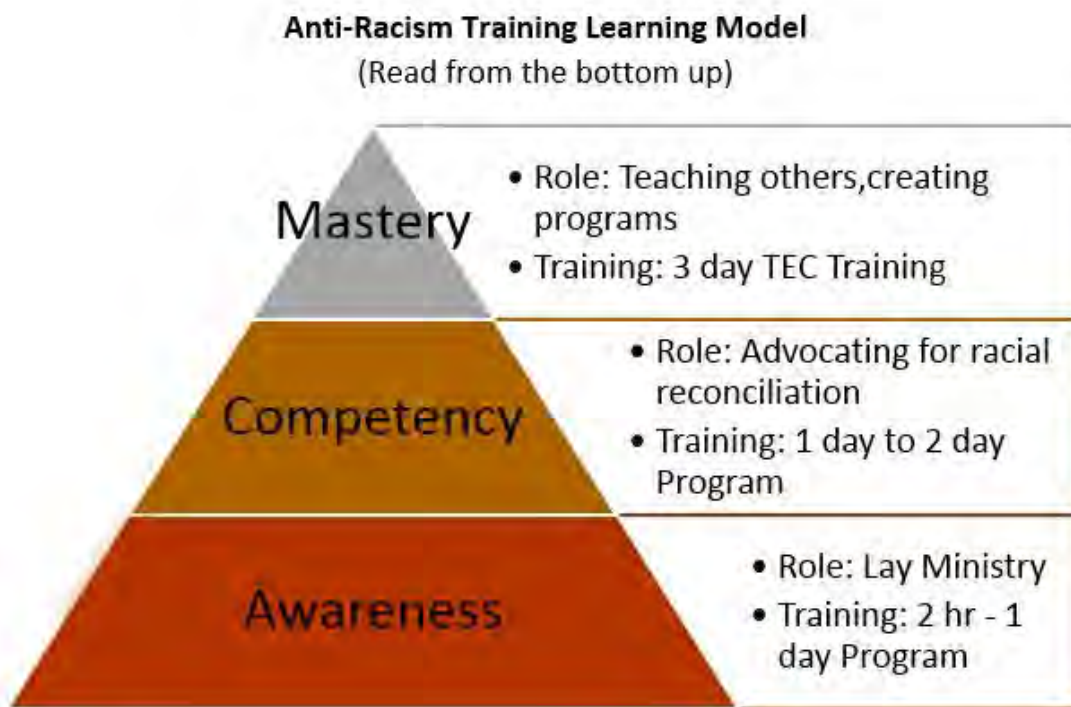 Anti-Racism Training Learning Model
(Read from the bottom up)
Mastery
• Role: Teaching others,creating
programs
• Training: 3 day TEC Training
Competency
• Role: Advocating for racial
reconciliation
• Training: 1 day to 2 day
Program
Awareness
• Role: Lay Ministry
• Training: 2 hr - 1
day Program